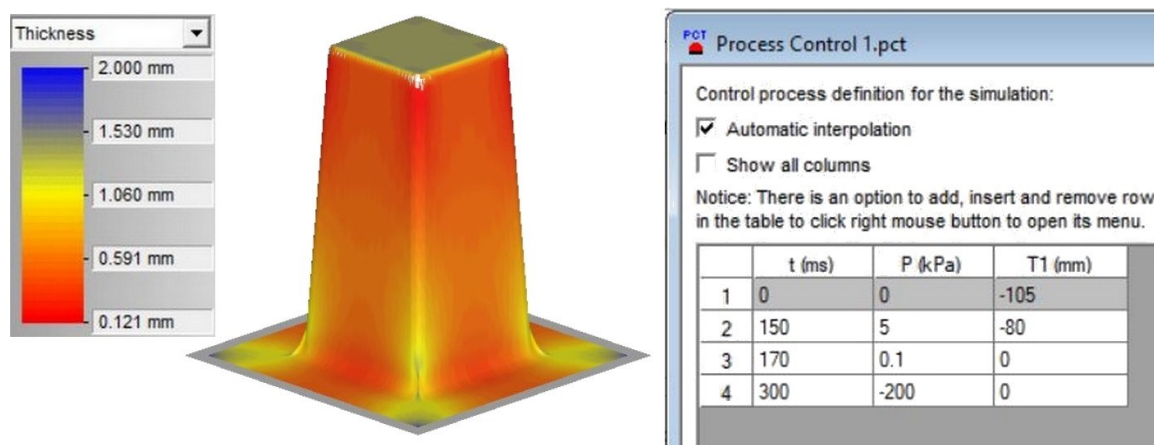 Thickness
2.000 mm
1.530 mm
1.060 mm
0.591 mm
0.121 mm
PCT
Process Control 1.pct
Control process definition for the simulation:
Automatic interpolation
Show all columns
Notice: There is an option to add, insert and remove row
in the table to click right mouse button to open its menu.
t (ms) P (kPa) T1 (mm)
1 0 0 -105
2 150 5 -80
3 170 0.1 0
4 300 -200 0